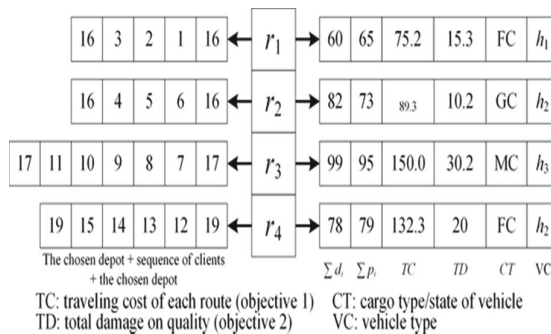 16 3 2 1 16 r1 60 65 75.2 15.3 FC h1
16 4 5 6 16 r2 82 73 89.3 10.2 GC h2
17 11 10 9 8 7 17 r3 99 95 150.0 30.2 MC h3
19 15 14 13 12 19 r4 78 79 132.3 20 FC h2
The chosen depot + sequence of clients
+ the chosen depot
∑di ∑pi TC TD CT VC
TC: traveling cost of each route (objective 1) CT: cargo type/state of vehicle
TD: total damage on quality (objective 2) VC: vehicle type